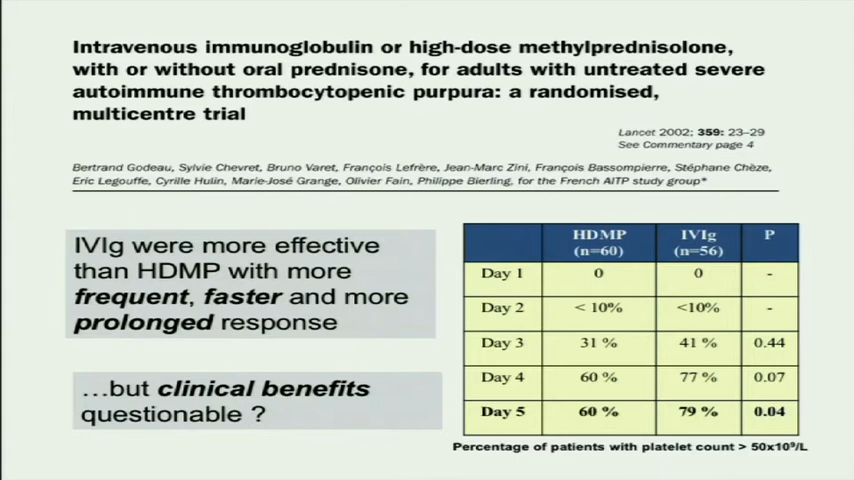 Intravenous immunoglobulin or high-dose methylprednisolone,
with or without oral prednisone, for adults with untreated severe
autoimmune thrombocytopenic purpura: a randomised,
multicentre trial
Lancet 2002; 359: 23–29
See Commentary page 4
Bertrand Godeau, Sylvie Chevret, Bruno Varet, François Lefrère, Jean-Marc Zini, François Bassompierre, Stéphane Chèze,
Eric Legouffe, Cyrille Hulin, Marie-José Grange, Olivier Fain, Philippe Bierling, for the French AITP study group*
IVIg were more effective
than HDMP with more
frequent, faster and more
prolonged response
…but clinical benefits
questionable ?
HDMP (n=60) IVIg (n=56) P
Day 1 0 0 -
Day 2 < 10% <10% -
Day 3 31 % 41 % 0.44
Day 4 60 % 77 % 0.07
Day 5 60 % 79 % 0.04
Percentage of patients with platelet count > 50x10⁹/L